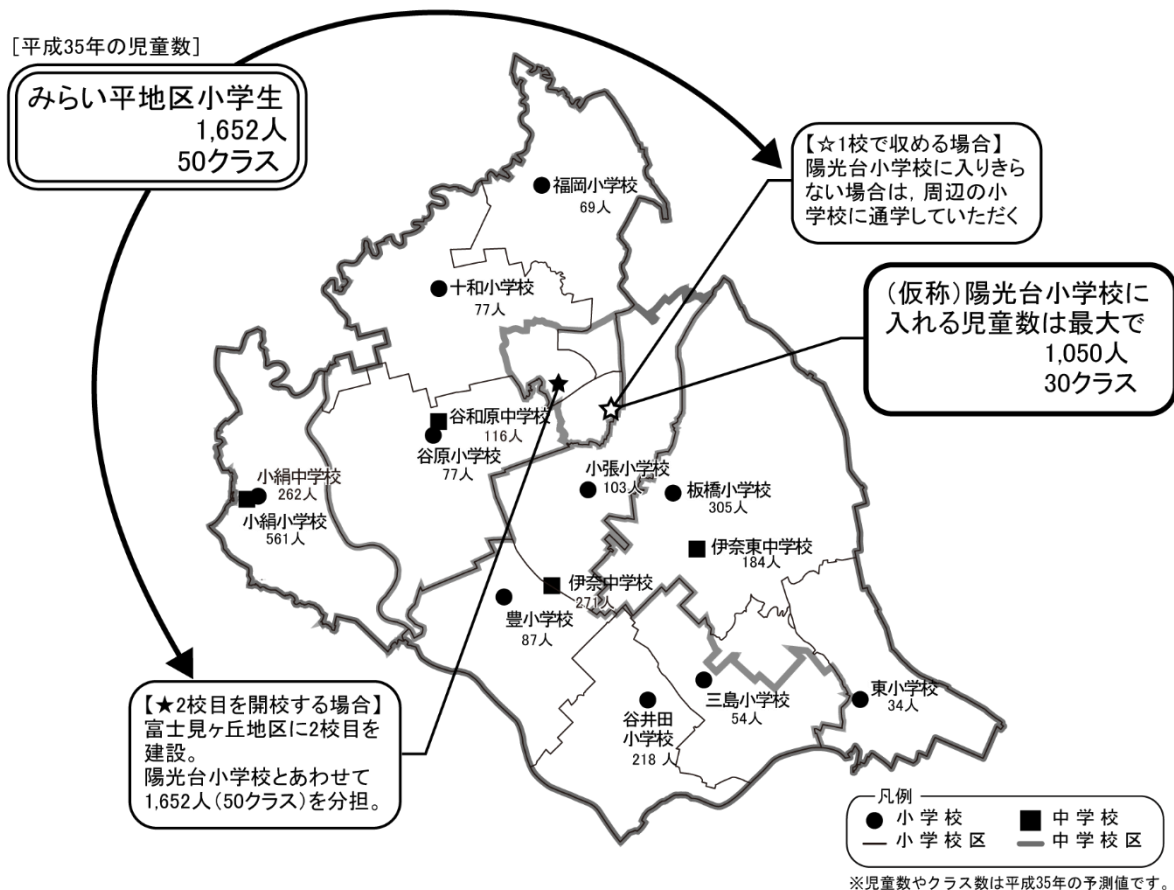 [平成35年の児童数]
みらい平地区小学生
1,652人
50クラス
【☆1校で収める場合】
陽光台小学校に入りきら
ない場合は，周辺の小
学校に通学していただく
(仮称)陽光台小学校に
入れる児童数は最大で
1,050人
30クラス
福岡小学校
69人
十和小学校
77人
谷和原中学校
116人
谷原小学校
77人
小絹中学校
262人
小絹小学校
561人
小張小学校
103人
板橋小学校
305人
伊奈東中学校
184人
伊奈中学校
271人
豊小学校
87人
三島小学校
54人
東小学校
34人
谷井田
小学校
218 人
【★2校目を開校する場合】
富士見ヶ丘地区に2校目を
建設。
陽光台小学校とあわせて
1,652人(50クラス)を分担。
凡例
小学校
中学校
小学校区
中学校区
※児童数やクラス数は平成35年の予測値です。